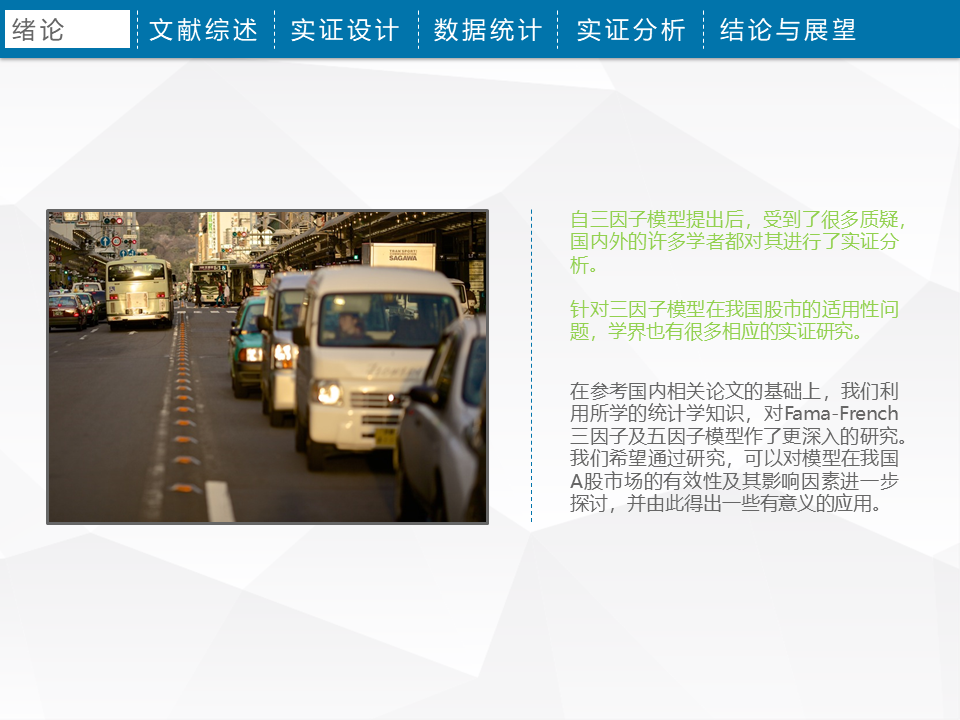 绪论
文献综述
实证设计
数据统计
实证分析
结论与展望
TRAN SPORT
SAGAWA
自三因子模型提出后，受到了很多质疑，
国内外的许多学者都对其进行了实证分
析。
针对三因子模型在我国股市的适用性问
题，学界也有很多相应的实证研究。
在参考国内相关论文的基础上，我们利
用所学的统计学知识，对Fama-French
三因子及五因子模型作了更深入的研究。
我们希望通过研究，可以对模型在我国
A股市场的有效性及其影响因素进一步
探讨，并由此得出一些有意义的应用。